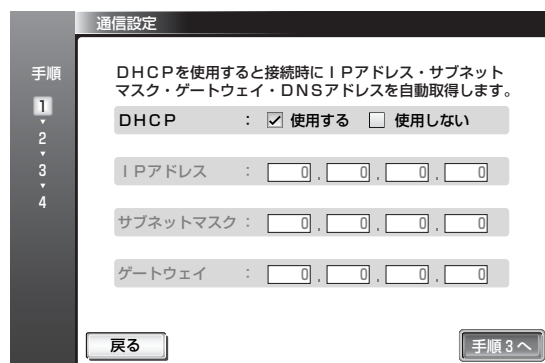 通信設定
手順
1
2
3
4
DHCPを使用すると接続時にIPアドレス・サブネット
マスク・ゲートウェイ・DNSアドレスを自動取得します。
DHCP : 使用する 使用しない
IPアドレス : 0 . 0 . 0 . 0
サブネットマスク : 0 . 0 . 0 . 0
ゲートウェイ : 0 . 0 . 0 . 0
戻る
手順3へ